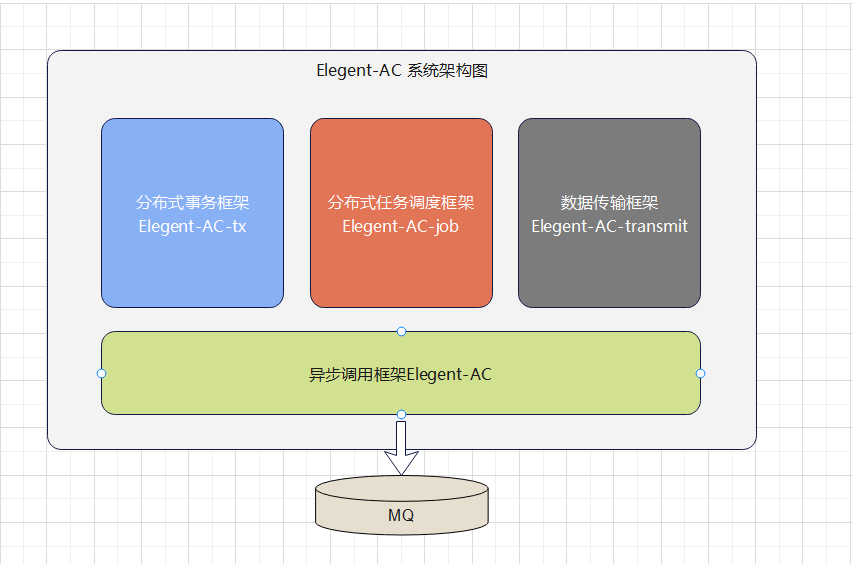 Elegent-AC 系统架构图
分布式事务框架
Elegent-AC-tx
分布式任务调度框架
Elegent-AC-job
数据传输框架
Elegent-AC-transmit
异步调用框架Elegent-AC
MQ